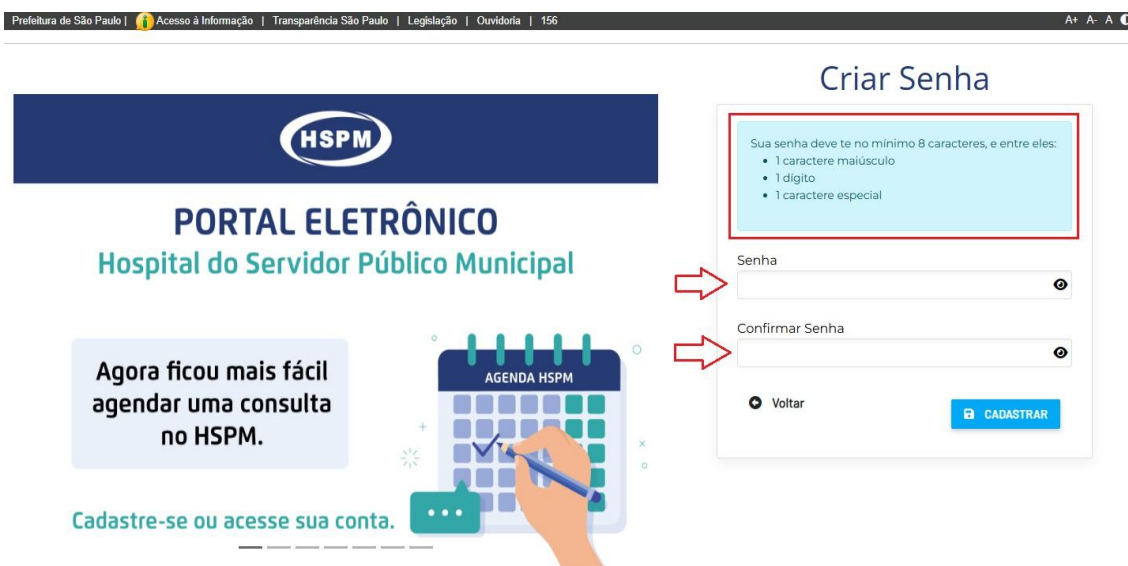 Prefeitura de São Paulo | Acesso à Informação | Transparência São Paulo | Legislação | Ouvidoria | 156
A+ A- A
HSPM
PORTAL ELETRÔNICO
Hospital do Servidor Público Municipal
Agora ficou mais fácil
agendar uma consulta
no HSPM.
AGENDA HSPM
Cadastre-se ou acesse sua conta.
Criar Senha
Sua senha deve te no mínimo 8 caracteres, e entre eles:
• 1 caractere maiúsculo
• 1 dígito
• 1 caractere especial
Senha
Confirmar Senha
Voltar
CADASTRAR